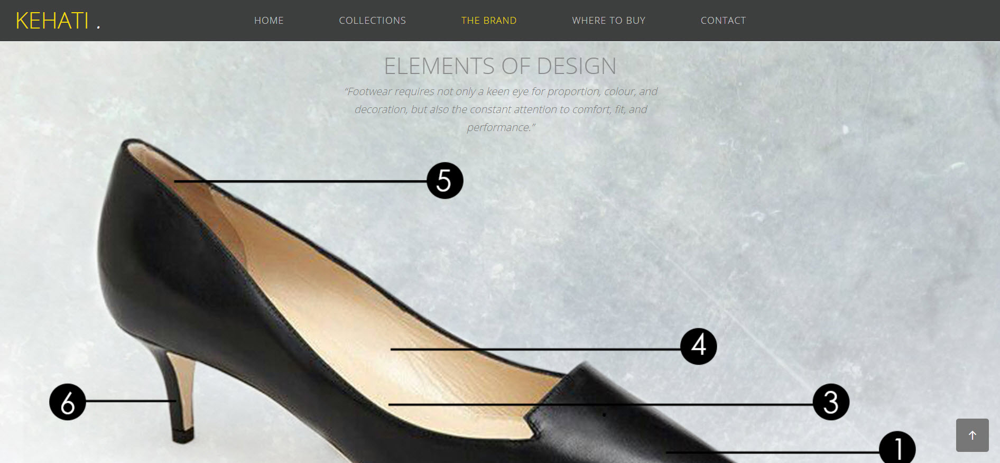 KEHATI .
HOME COLLECTIONS THE BRAND WHERE TO BUY CONTACT
ELEMENTS OF DESIGN
“Footwear requires not only a keen eye for proportion, colour, and
decoration, but also the constant attention to comfort, fit, and
performance.”
5
4
6
3
1